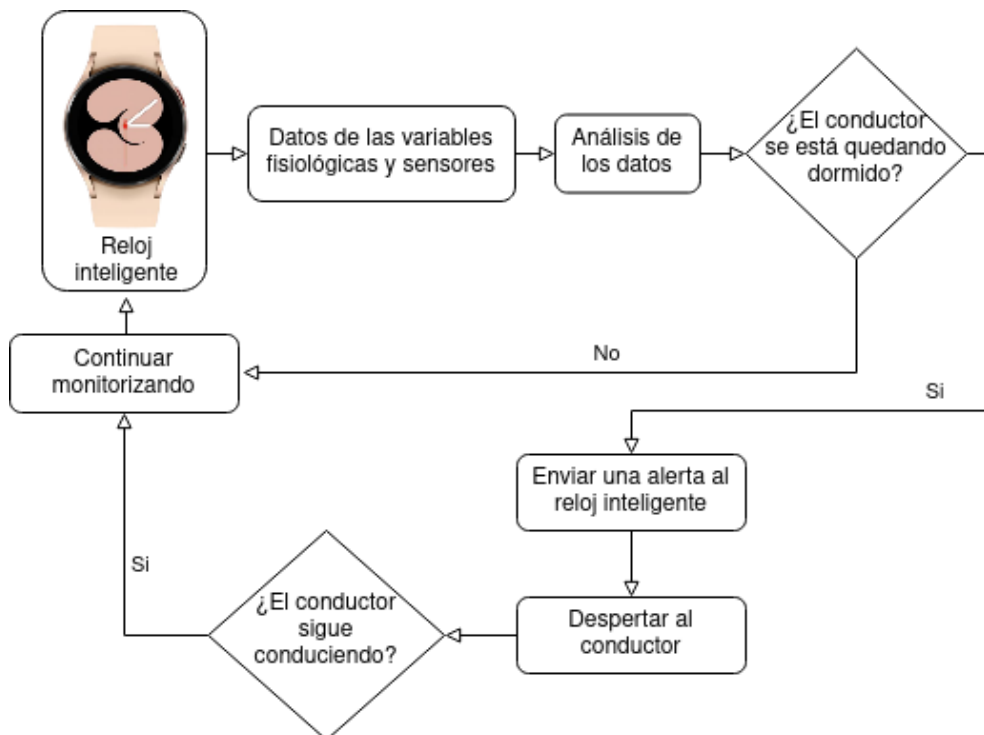 Reloj
inteligente
Datos de las variables
fisiológicas y sensores
Análisis de
los datos
¿El conductor
se está quedando
dormido?
No
Continuar
monitorizando
Si
Enviar una alerta al
reloj inteligente
Despertar al
conductor
¿El conductor
sigue
conduciendo?
Si